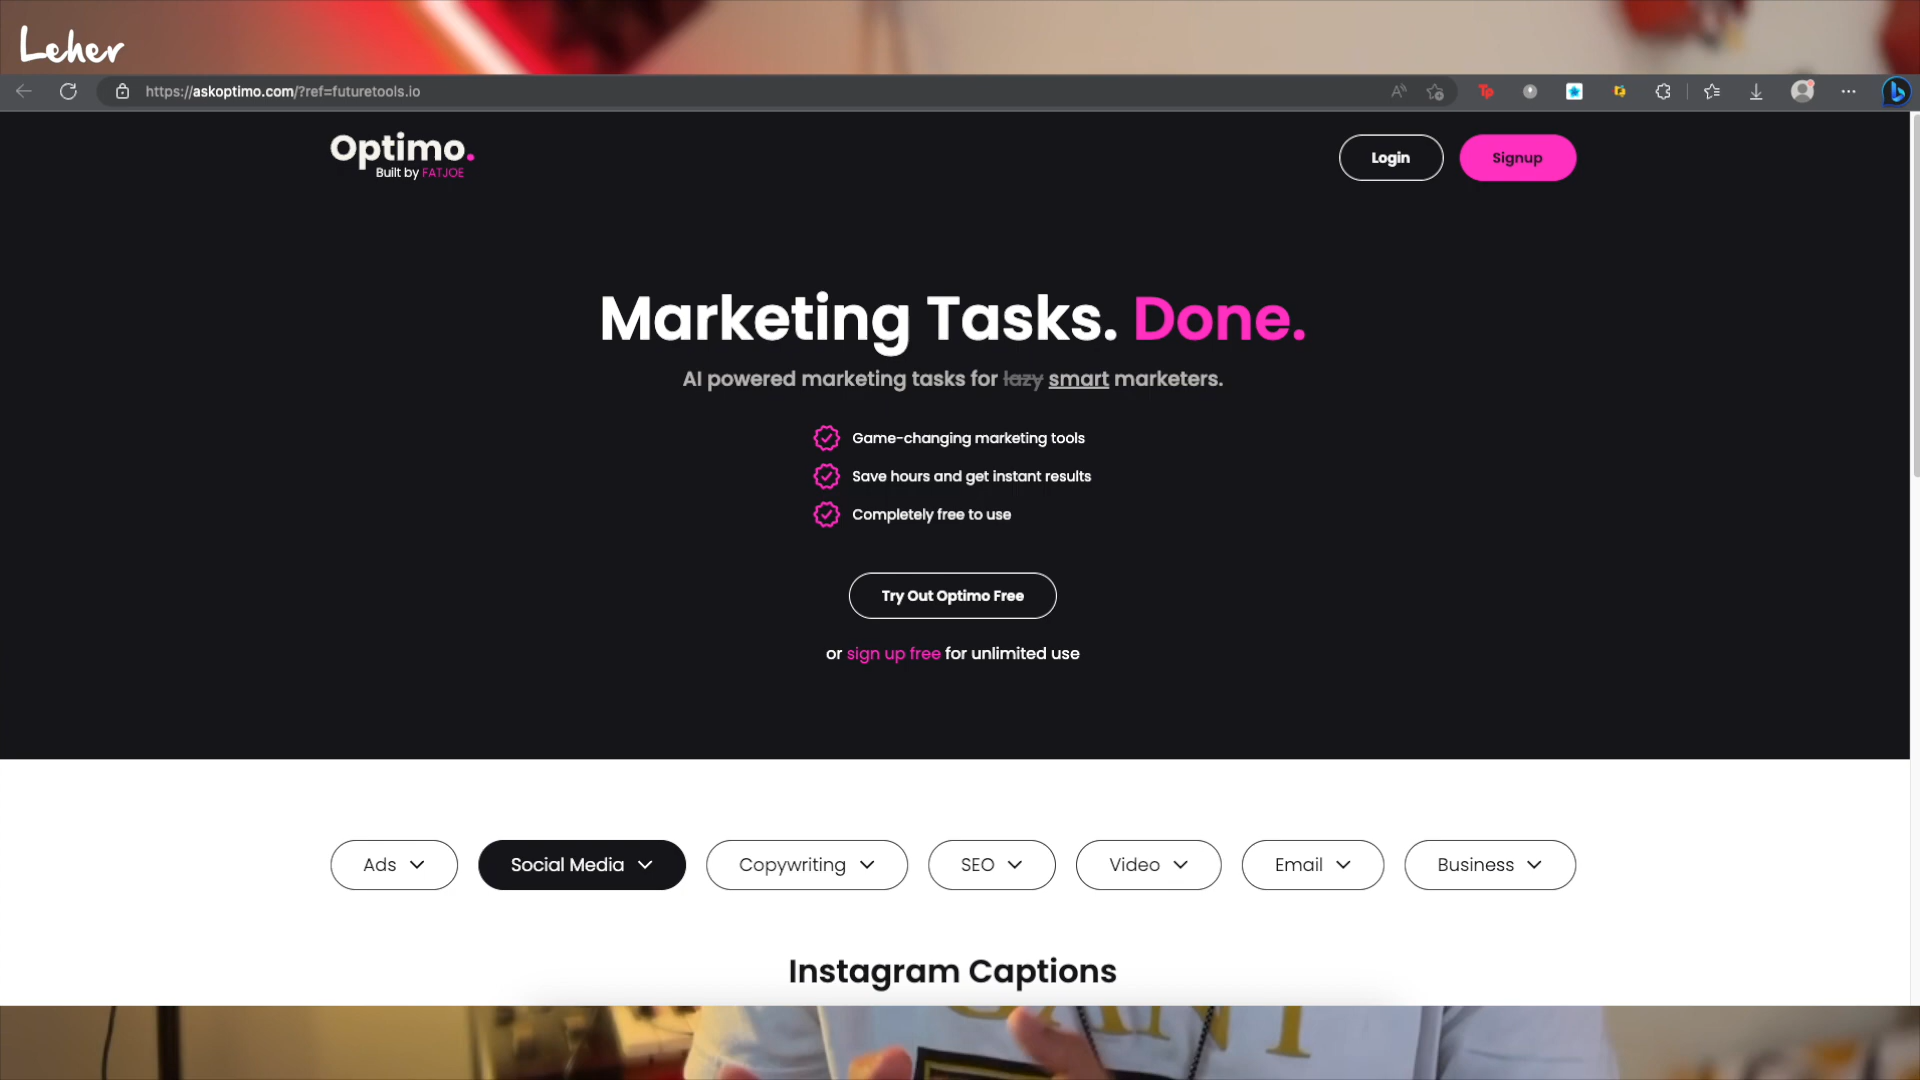 Leher
https://askoptimo.com/?ref=futuretools.io
Optimo.
Built by FATJOE
Login
Signup
Marketing Tasks. Done.
AI powered marketing tasks for lazy smart marketers.
Game-changing marketing tools
Save hours and get instant results
Completely free to use
Try Out Optimo Free
or sign up free for unlimited use
Ads
Social Media
Copywriting
SEO
Video
Email
Business
Instagram Captions